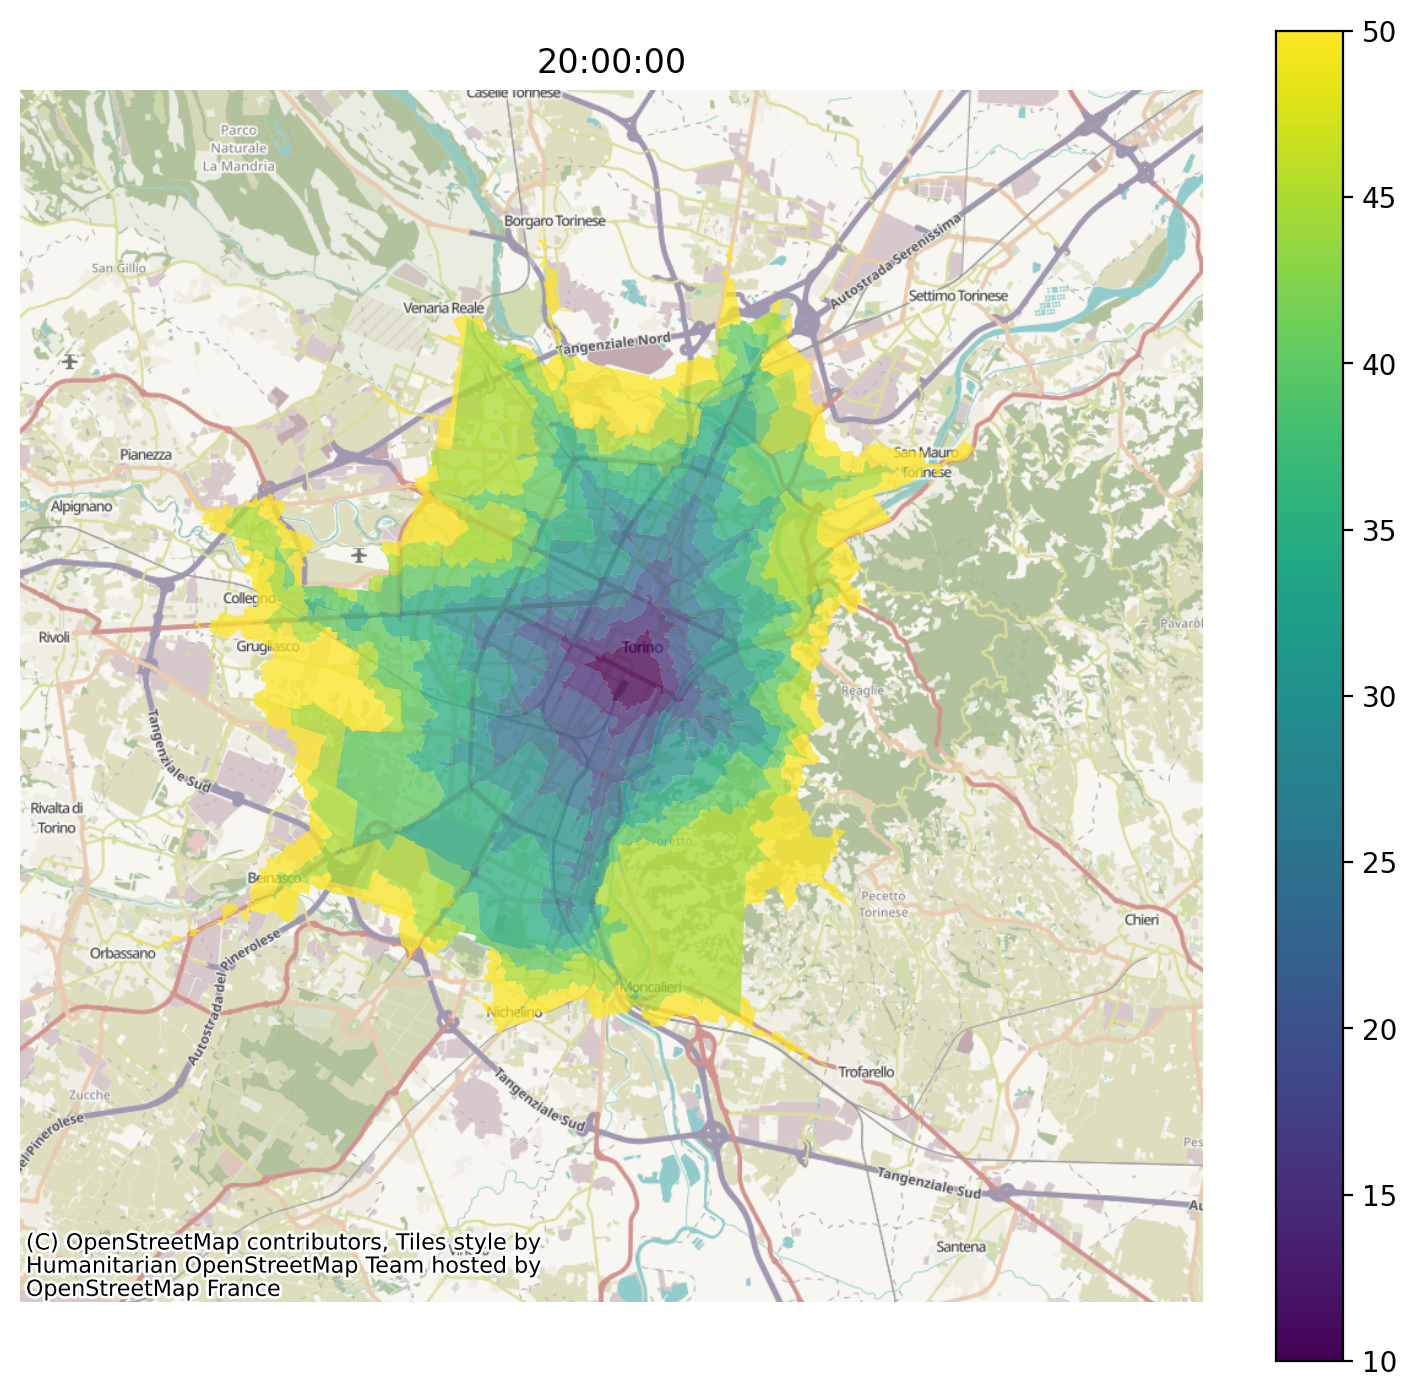 20:00:00
50
45
40
35
30
25
20
15
10
Caselle Torinese
Parco
Naturale
La Mandria
Borgaro Torinese
San Gillio
Venaria Reale
Autostrada Serenissima
Settimo Torinese
Tangenziale Nord
Pianezza
San Mauro
Torinese
Alpignano
Collegno
Rivoli
Grugliasco
Torino
Reaglie
Tangenziale Sud
Rivalta di
Torino
Cavoretto
Beinasco
Pecetto
Torinese
Chieri
Orbassano
Autostrada del Pinerolese
Moncalieri
Nichelino
Trofarello
Zucche
Tangenziale Sud
Tangenziale Sud
Santena
(C) OpenStreetMap contributors, Tiles style by
Humanitarian OpenStreetMap Team hosted by
OpenStreetMap France